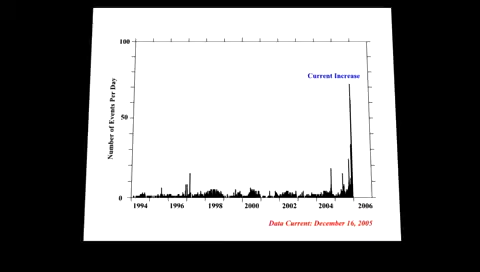 100
Current Increase
Number of Events Per Day
50
0
1994 1996 1998 2000 2002 2004 2006
Data Current: December 16, 2005